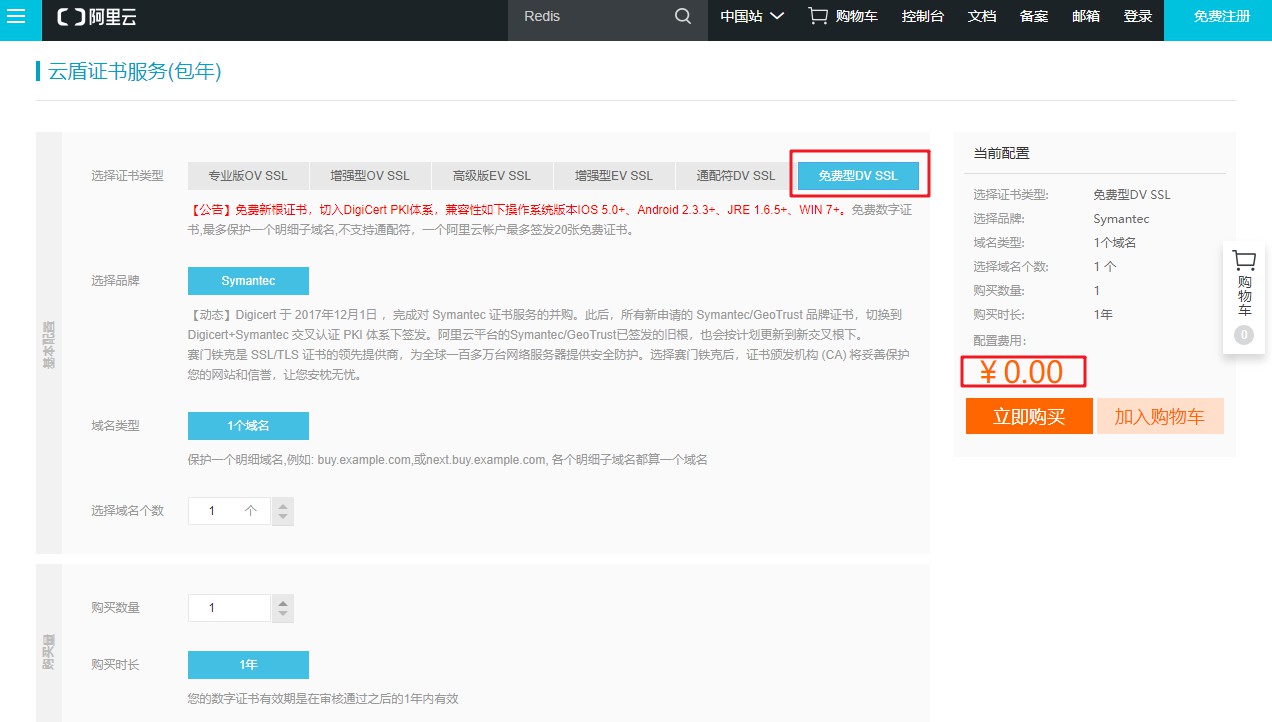 阿里云
Redis
中国站
购物车
控制台
文档
备案
邮箱
登录
免费注册
云盾证书服务(包年)
基本配置
选择证书类型
专业版OV SSL
增强型OV SSL
高级版EV SSL
增强型EV SSL
通配符DV SSL
免费型DV SSL
【公告】免费新根证书，切入DigiCert PKI体系，兼容性如下操作系统版本IOS 5.0+、Android 2.3.3+、JRE 1.6.5+、WIN 7+。免费数字证
书,最多保护一个明细子域名,不支持通配符，一个阿里云帐户最多签发20张免费证书。
选择品牌
Symantec
【动态】Digicert 于 2017年12月1日 ，完成对 Symantec 证书服务的并购。此后，所有新申请的 Symantec/GeoTrust 品牌证书，切换到
Digicert+Symantec 交叉认证 PKI 体系下签发。阿里云平台的Symantec/GeoTrust已签发的旧根，也会按计划更新到新交叉根下。
赛门铁克是 SSL/TLS 证书的领先提供商，为全球一百多万台网络服务器提供安全防护。选择赛门铁克后，证书颁发机构 (CA) 将妥善保护
您的网站和信誉，让您安枕无忧。
域名类型
1个域名
保护一个明细域名,例如: buy.example.com,或next.buy.example.com, 各个明细子域名都算一个域名
选择域名个数
1 个
购买量
购买数量
1
购买时长
1年
您的数字证书有效期是在审核通过之后的1年内有效
当前配置
选择证书类型: 免费型DV SSL
选择品牌: Symantec
域名类型: 1个域名
选择域名个数: 1 个
购买数量: 1
购买时长: 1年
配置费用:
￥0.00
立即购买
加入购物车
购物车
0